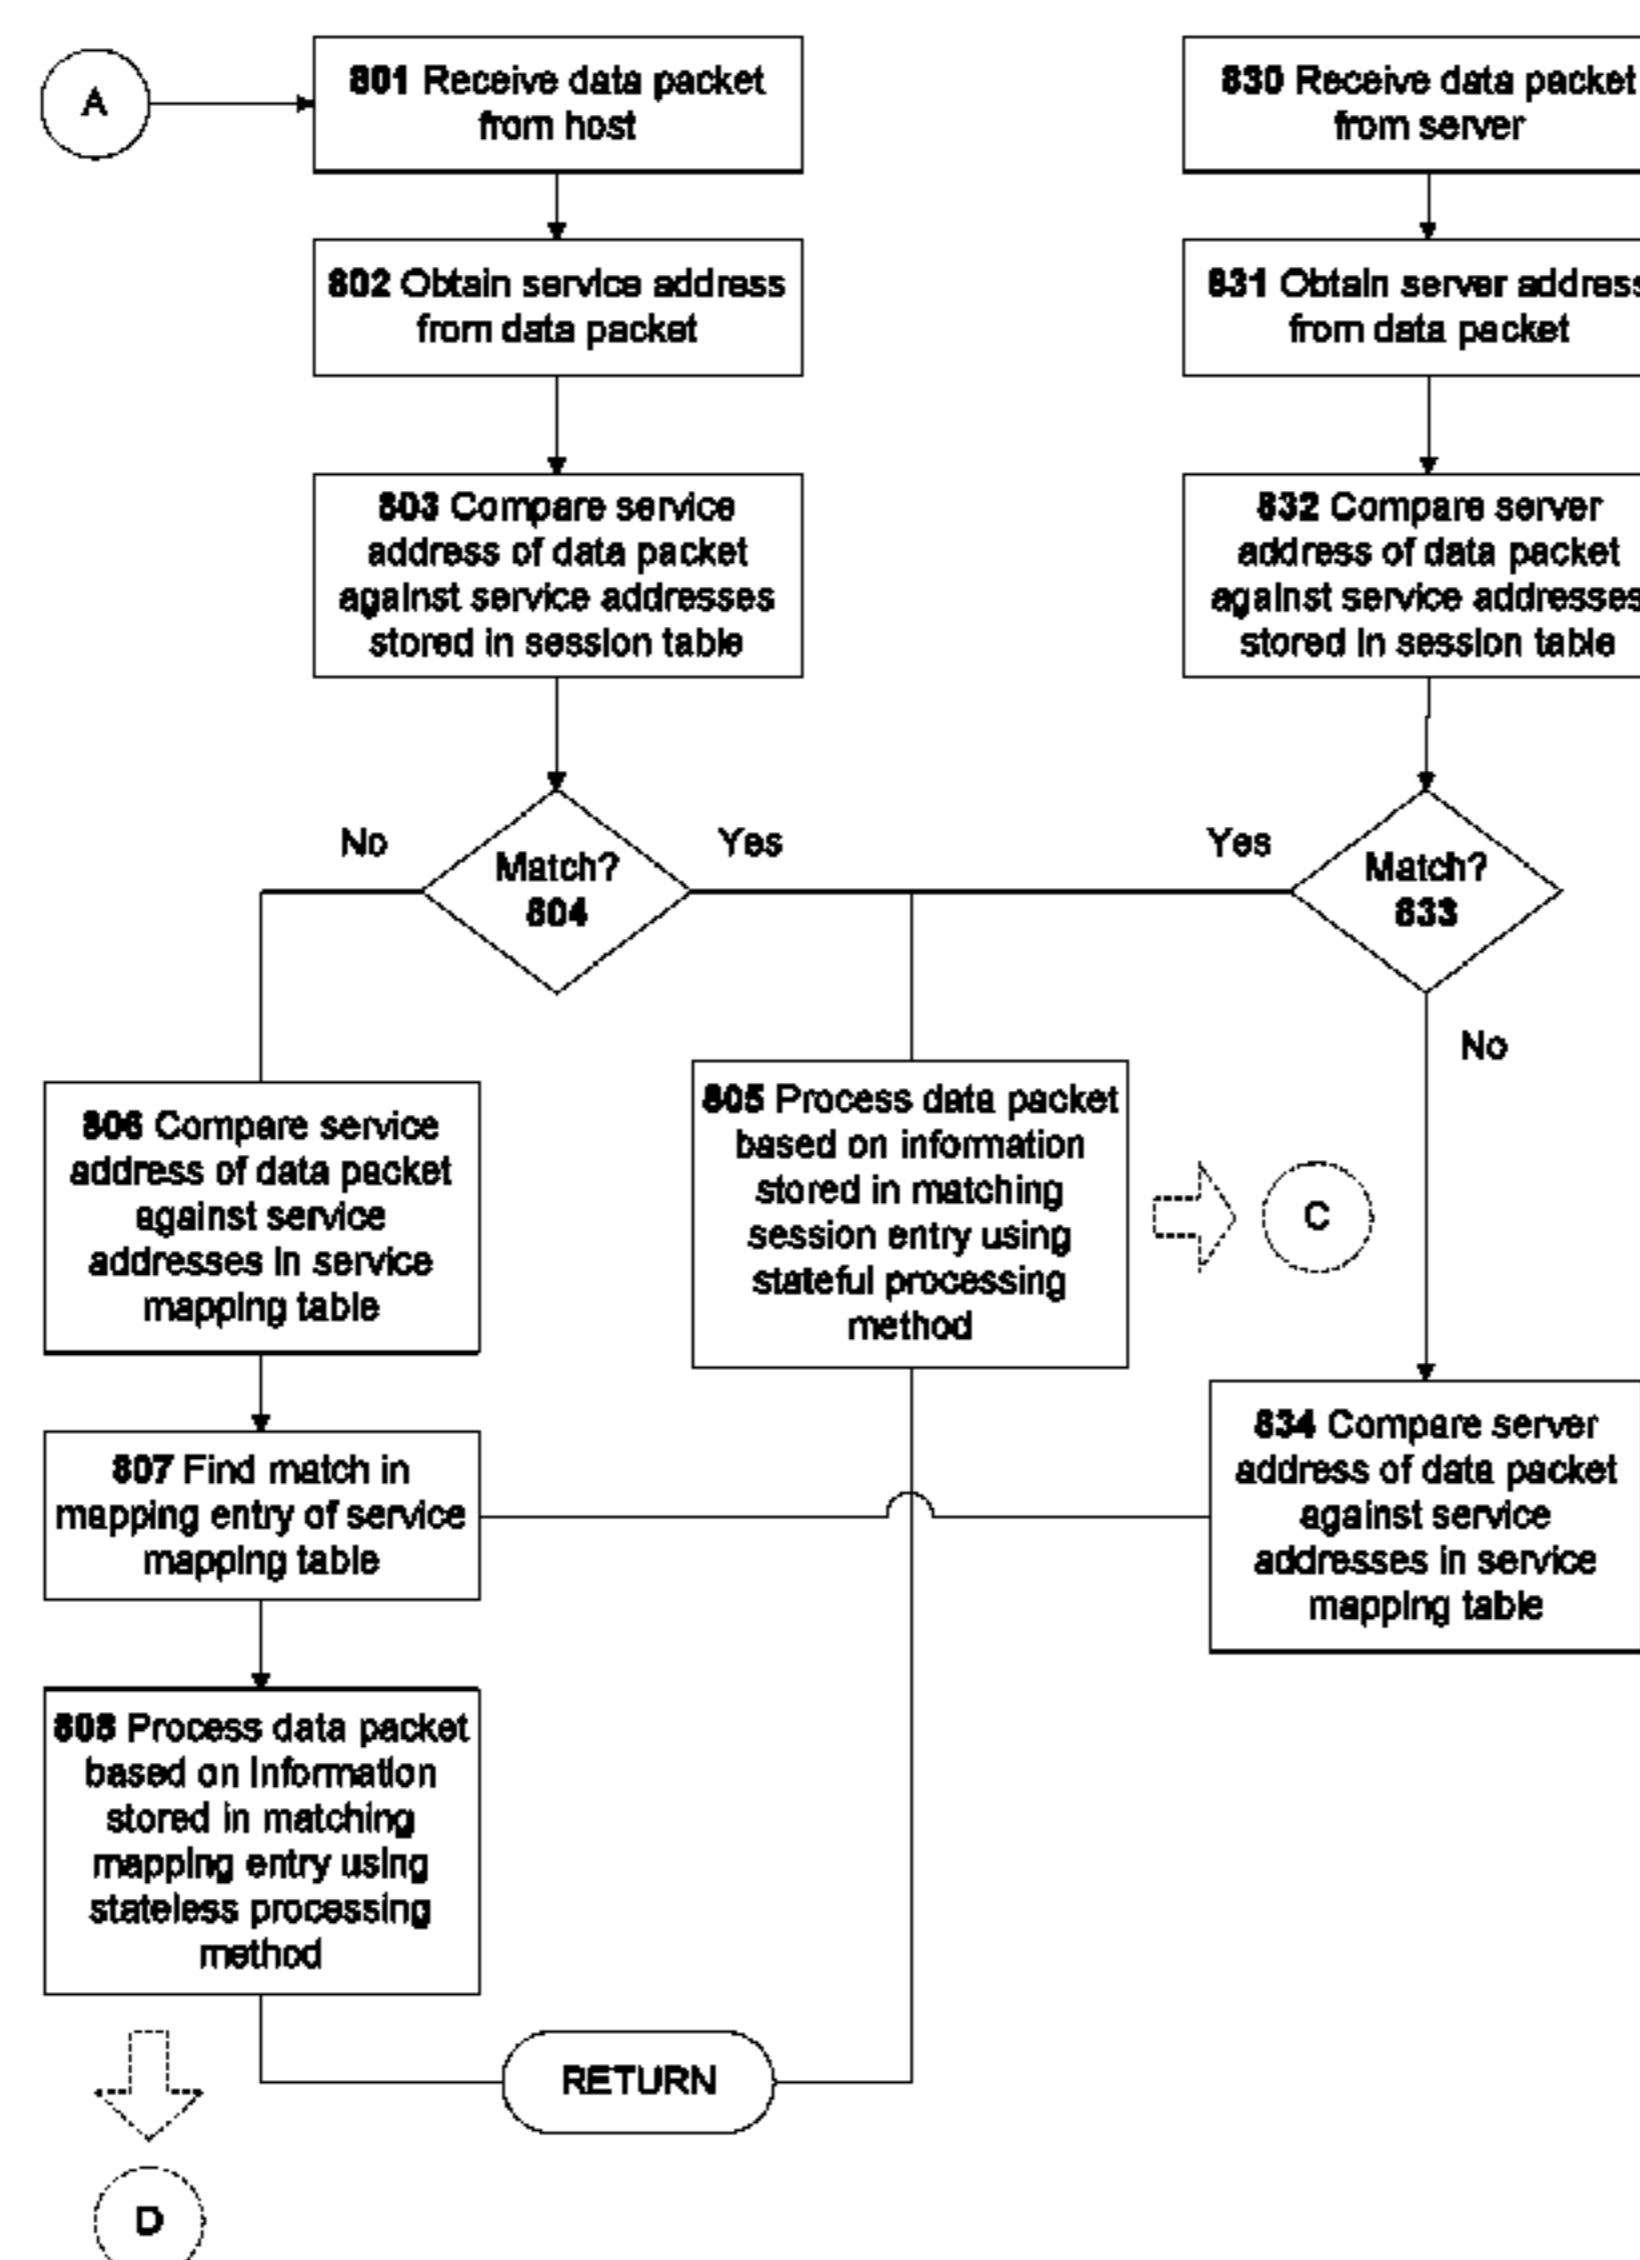 A
801 Receive data packet
from host
802 Obtain service address
from data packet
803 Compare service
address of data packet
against service addresses
stored in session table
No
Match?
804
Yes
806 Compare service
address of data packet
against service
addresses in service
mapping table
807 Find match in
mapping entry of service
mapping table
808 Process data packet
based on information
stored in matching
mapping entry using
stateless processing
method
D
RETURN
805 Process data packet
based on information
stored in matching
session entry using
stateful processing
method
C
830 Receive data packet
from server
831 Obtain server address
from data packet
832 Compare server
address of data packet
against service addresses
stored in session table
Yes
Match?
833
No
834 Compare server
address of data packet
against service
addresses in service
mapping table